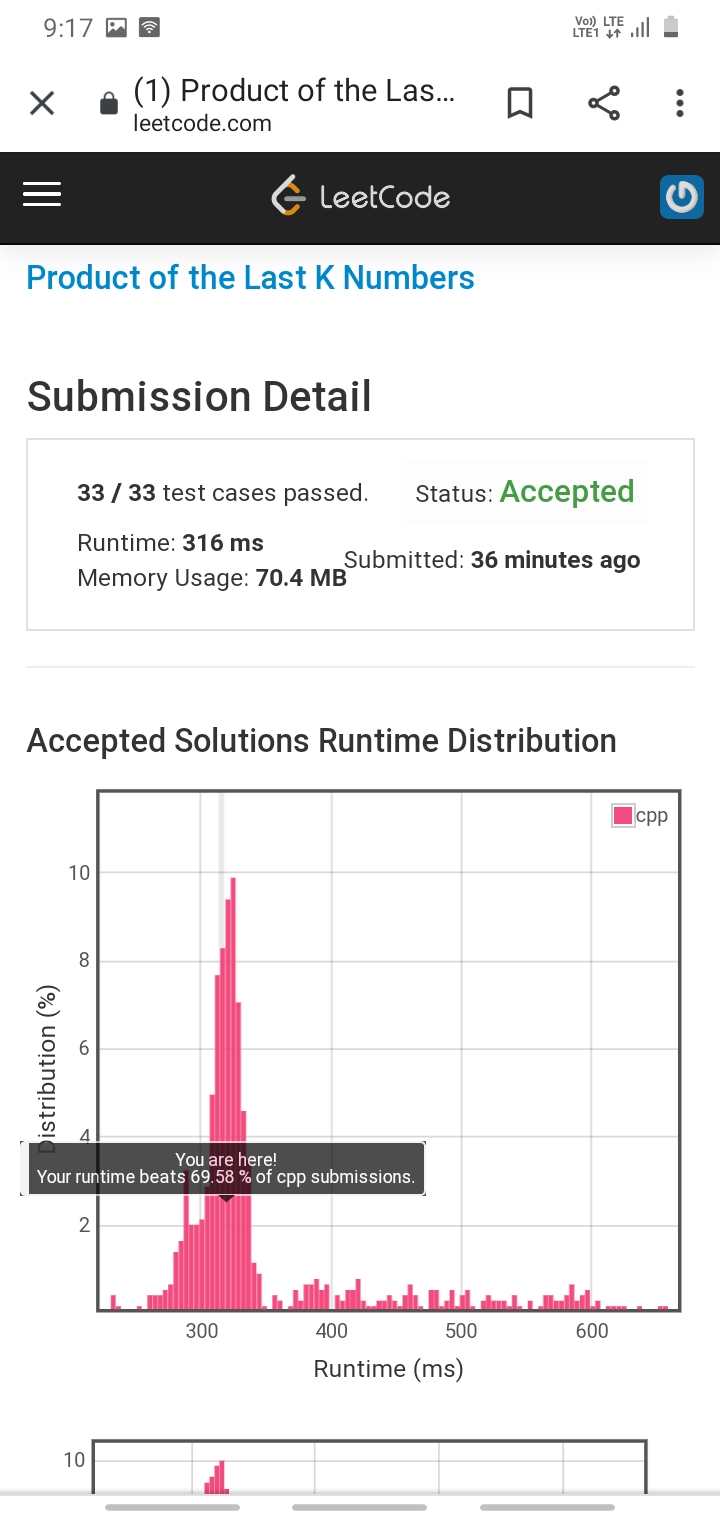 9:17
Vo)) LTE
LTE1
(1) Product of the Las...
leetcode.com
LeetCode
Product of the Last K Numbers
Submission Detail
33 / 33 test cases passed.
Status: Accepted
Runtime: 316 ms
Submitted: 36 minutes ago
Memory Usage: 70.4 MB
Accepted Solutions Runtime Distribution
cpp
10
8
6
4
2
Distribution (%)
You are here!
Your runtime beats 69.58 % of cpp submissions.
300 400 500 600
Runtime (ms)
10